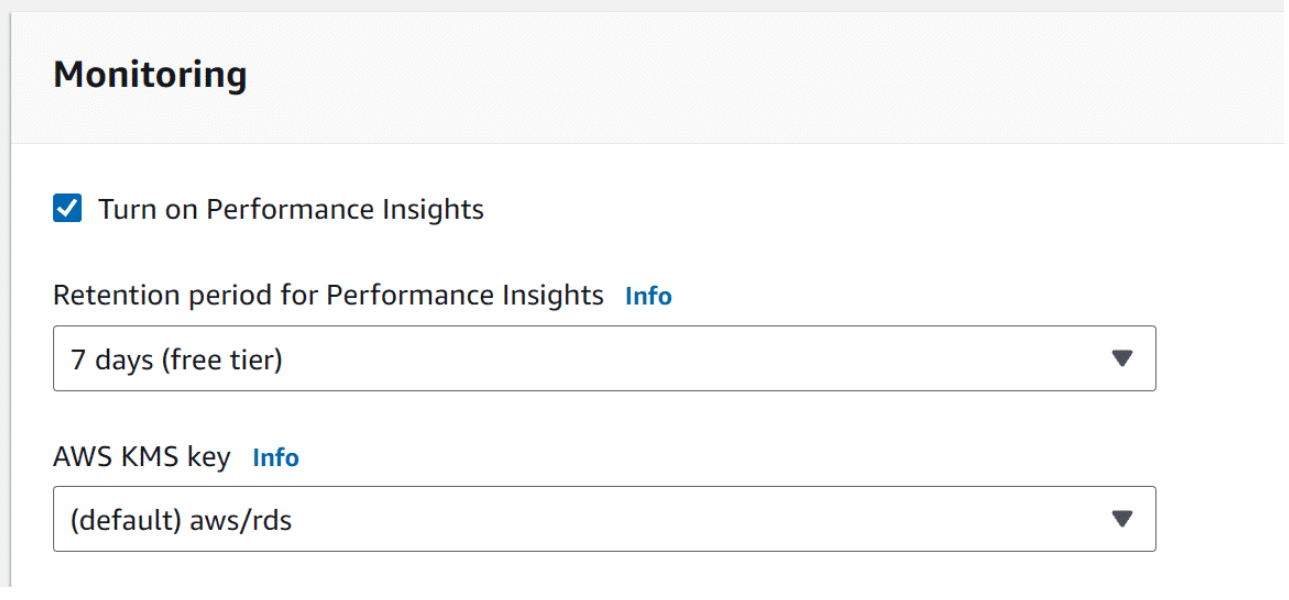 Monitoring
Turn on Performance Insights
Retention period for Performance Insights Info
7 days (free tier)
AWS KMS key Info
(default) aws/rds